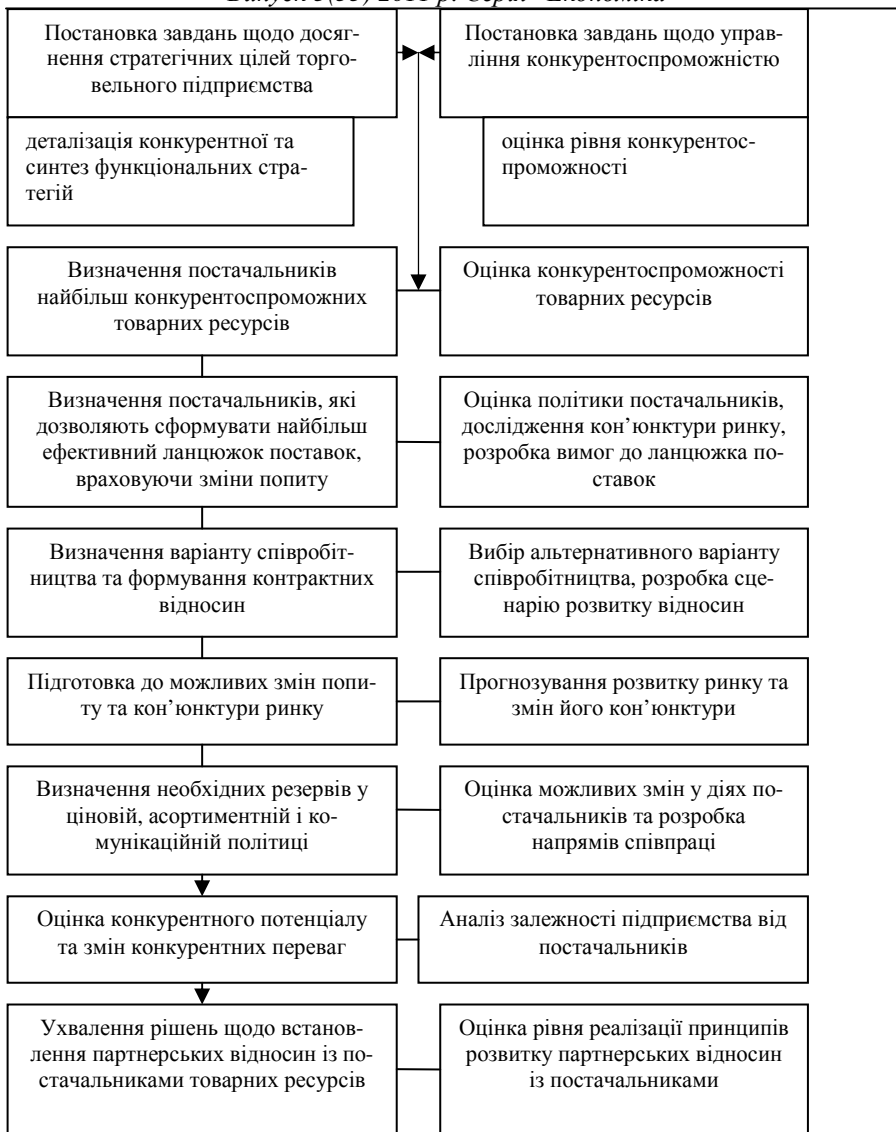 Постановка завдань щодо досяг-
нення стратегічних цілей торго-
вельного підприємства
Постановка завдань щодо управ-
ління конкурентоспроможністю
деталізація конкурентної та
синтез функціональних стра-
тегій
оцінка рівня конкурентос-
проможності
Визначення постачальників
найбільш конкурентоспроможних
товарних ресурсів
Оцінка конкурентоспроможності
товарних ресурсів
Визначення постачальників, які
дозволяють сформувати найбільш
ефективний ланцюжок поставок,
враховуючи зміни попиту
Оцінка політики постачальників,
дослідження кон’юнктури ринку,
розробка вимог до ланцюжка по-
ставок
Визначення варіанту співробіт-
ництва та формування контрактних
відносин
Вибір альтернативного варіанту
співробітництва, розробка сце-
нарію розвитку відносин
Підготовка до можливих змін попи-
ту та кон’юнктури ринку
Прогнозування розвитку ринку та
змін його кон’юнктури
Визначення необхідних резервів у
ціновій, асортиментній і ко-
мунікаційній політиці
Оцінка можливих змін у діях по-
стачальників та розробка
напрямів співпраці
Оцінка конкурентного потенціалу
та змін конкурентних переваг
Аналіз залежності підприємства від
постачальників
Ухвалення рішень щодо встанов-
лення партнерських відносин із по-
стачальниками товарних ресурсів
Оцінка рівня реалізації принципів
розвитку партнерських відносин
із постачальниками